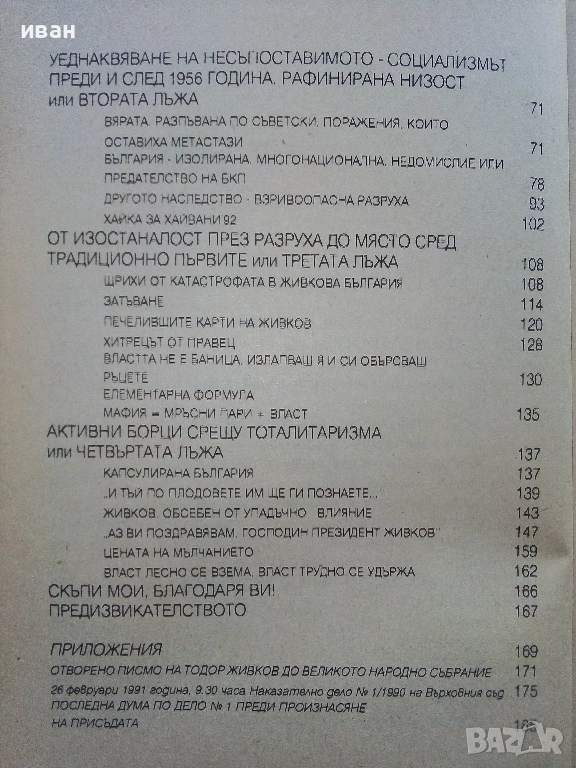 иван
УЕДНАКВЯВАНЕ НА НЕСЪПОСТАВИМОТО - СОЦИАЛИЗМЪТ
ПРЕДИ И СЛЕД 1956 ГОДИНА. РАФИНИРАНА НИЗОСТ
или ВТОРАТА ЛЪЖА 71
ВЯРАТА, РАЗПЪВАНА ПО СЪВЕТСКИ. ПОРАЖЕНИЯ, КОИТО
ОСТАВИХА МЕТАСТАЗИ 71
БЪЛГАРИЯ - ИЗОЛИРАНА, МНОГОНАЦИОНАЛНА. НЕДОМИСЛИЕ ИЛИ
ПРЕДАТЕЛСТВО НА БКП 78
ДРУГОТО НАСЛЕДСТВО - ВЗРИВООПАСНА РАЗРУХА 93
ХАЙКА ЗА ХАЙВАНИ 92 102
ОТ ИЗОСТАНАЛОСТ ПРЕЗ РАЗРУХА ДО МЯСТО СРЕД
ТРАДИЦИОННО ПЪРВИТЕ или ТРЕТАТА ЛЪЖА 108
ЩРИХИ ОТ КАТАСТРОФАТА В ЖИВКОВА БЪЛГАРИЯ 108
ЗАТЪВАНЕ 114
ПЕЧЕЛИВШИТЕ КАРТИ НА ЖИВКОВ 120
ХИТРЕЦЪТ ОТ ПРАВЕЦ 128
ВЛАСТТА НЕ Е БАНИЦА, ИЗЛАПВАШ Я И СИ ОБЪРСВАШ
РЪЦЕТЕ 130
ЕЛЕМЕНТАРНА ФОРМУЛА
МАФИЯ = МРЪСНИ ПАРИ + ВЛАСТ 135
АКТИВНИ БОРЦИ СРЕЩУ ТОТАЛИТАРИЗМА
или ЧЕТВЪРТАТА ЛЪЖА 137
КАПСУЛИРАНА БЪЛГАРИЯ 137
„И ТЪЙ ПО ПЛОДОВЕТЕ ИМ ЩЕ ГИ ПОЗНАЕТЕ..." 139
ЖИВКОВ, ОБСЕБЕН ОТ УПАДЪЧНО ВЛИЯНИЕ 143
„АЗ ВИ ПОЗДРАВЯВАМ, ГОСПОДИН ПРЕЗИДЕНТ ЖИВКОВ" 147
ЦЕНАТА НА МЪЛЧАНИЕТО 159
ВЛАСТ ЛЕСНО СЕ ВЗЕМА, ВЛАСТ ТРУДНО СЕ УДЪРЖА 162
СКЪПИ МОИ, БЛАГОДАРЯ ВИ! 166
ПРЕДИЗВИКАТЕЛСТВОТО 167
ПРИЛОЖЕНИЯ 169
ОТВОРЕНО ПИСМО НА ТОДОР ЖИВКОВ ДО ВЕЛИКОТО НАРОДНО СЪБРАНИЕ 171
26 февруари 1991 година, 9.30 часа Наказателно дело № 1/1990 на Върховния съд 175
ПОСЛЕДНА ДУМА ПО ДЕЛО № 1 ПРЕДИ ПРОИЗНАСЯНЕ
НА ПРИСЪДАТА
BAZAR